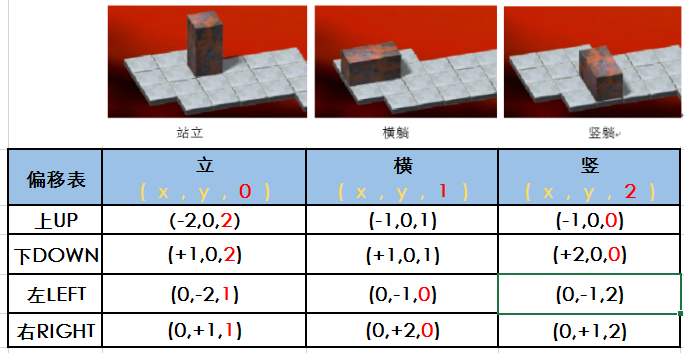 站立 横躺 竖躺
偏移表 立 横 竖
(x,y,0) (x,y,1) (x,y,2)
上UP (-2,0,2) (-1,0,1) (-1,0,0)
下DOWN (+1,0,2) (+1,0,1) (+2,0,0)
左LEFT (0,-2,1) (0,-1,0) (0,-1,2)
右RIGHT (0,+1,1) (0,+2,0) (0,+1,2)